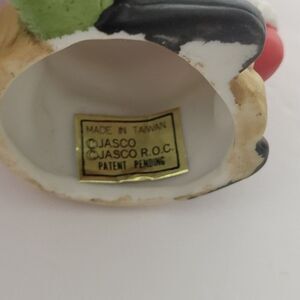 MADE IN TAIWAN
©JASCO
©JASCO R.O.C.
PATENT PENDING